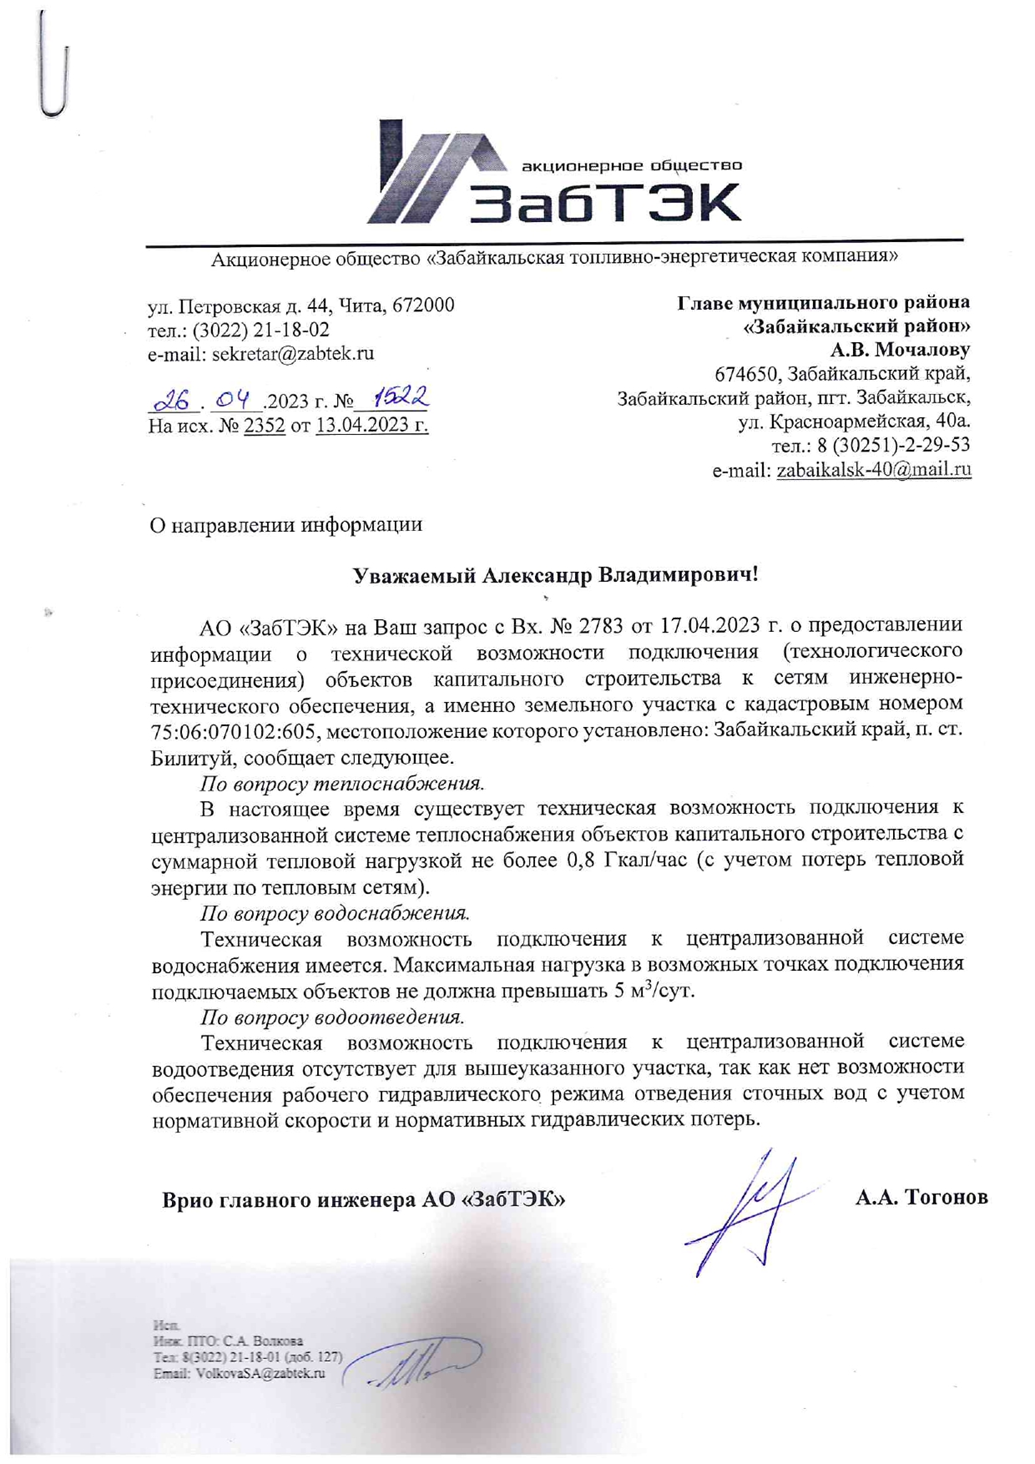 акционерное общество
ЗабТЭК
Акционерное общество «Забайкальская топливно-энергетическая компания»
ул. Петровская д. 44, Чита, 672000
тел.: (3022) 21-18-02
e-mail: sekretar@zabtek.ru
26 . 04 .2023 г. № 1522
На исх. № 2352 от 13.04.2023 г.
Главе муниципального района
«Забайкальский район»
А.В. Мочалову
674650, Забайкальский край,
Забайкальский район, пгт. Забайкальск,
ул. Красноармейская, 40а.
тел.: 8 (30251)-2-29-53
e-mail: zabaikalsk-40@mail.ru
О направлении информации
Уважаемый Александр Владимирович!
АО «ЗабТЭК» на Ваш запрос с Вх. № 2783 от 17.04.2023 г. о предоставлении
информации о технической возможности подключения (технологического
присоединения) объектов капитального строительства к сетям инженерно-
технического обеспечения, а именно земельного участка с кадастровым номером
75:06:070102:605, местоположение которого установлено: Забайкальский край, п. ст.
Билитуй, сообщает следующее.
По вопросу теплоснабжения.
В настоящее время существует техническая возможность подключения к
централизованной системе теплоснабжения объектов капитального строительства с
суммарной тепловой нагрузкой не более 0,8 Гкал/час (с учетом потерь тепловой
энергии по тепловым сетям).
По вопросу водоснабжения.
Техническая возможность подключения к централизованной системе
водоснабжения имеется. Максимальная нагрузка в возможных точках подключения
подключаемых объектов не должна превышать 5 м³/сут.
По вопросу водоотведения.
Техническая возможность подключения к централизованной системе
водоотведения отсутствует для вышеуказанного участка, так как нет возможности
обеспечения рабочего гидравлического режима отведения сточных вод с учетом
нормативной скорости и нормативных гидравлических потерь.
Врио главного инженера АО «ЗабТЭК» А.А. Тогонов
Исп.
Инж. ПТО: С.А. Волкова
Тел: 8(3022) 21-18-01 (доб. 127)
Email: VolkovaSA@zabtek.ru